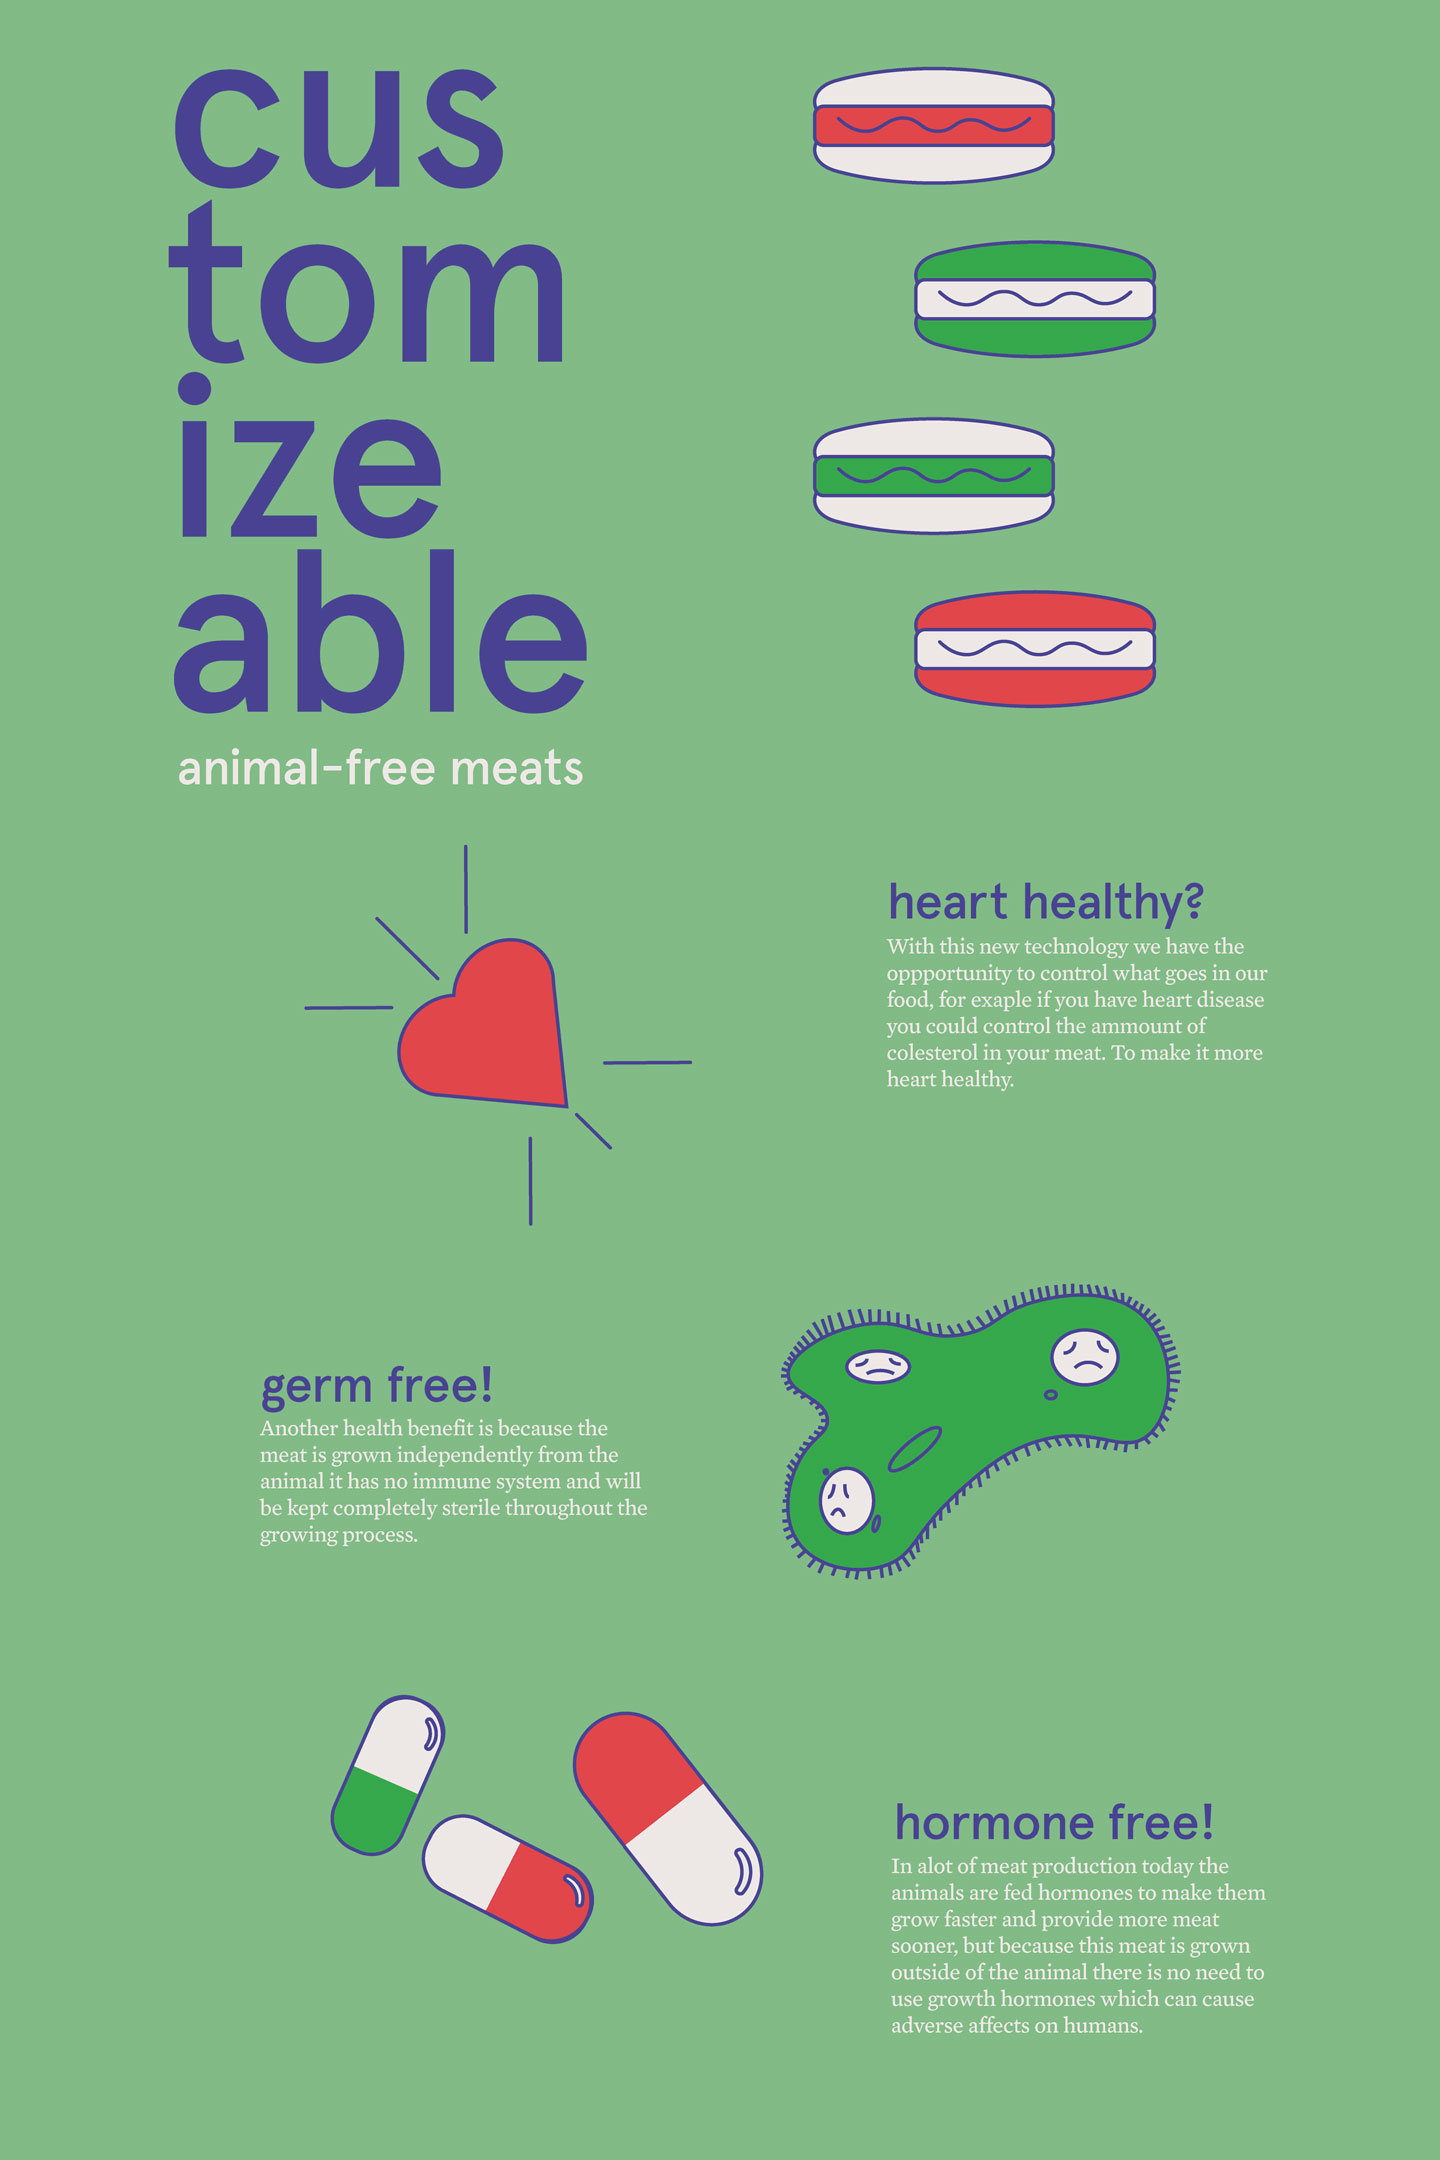 cus
tom
ize
able
animal-free meats
heart healthy?
With this new technology we have the
oppportunity to control what goes in our
food, for exaple if you have heart disease
you could control the ammount of
colesterol in your meat. To make it more
heart healthy.
germ free!
Another health benefit is because the
meat is grown independently from the
animal it has no immune system and will
be kept completely sterile throughout the
growing process.
hormone free!
In alot of meat production today the
animals are fed hormones to make them
grow faster and provide more meat
sooner, but because this meat is grown
outside of the animal there is no need to
use growth hormones which can cause
adverse affects on humans.